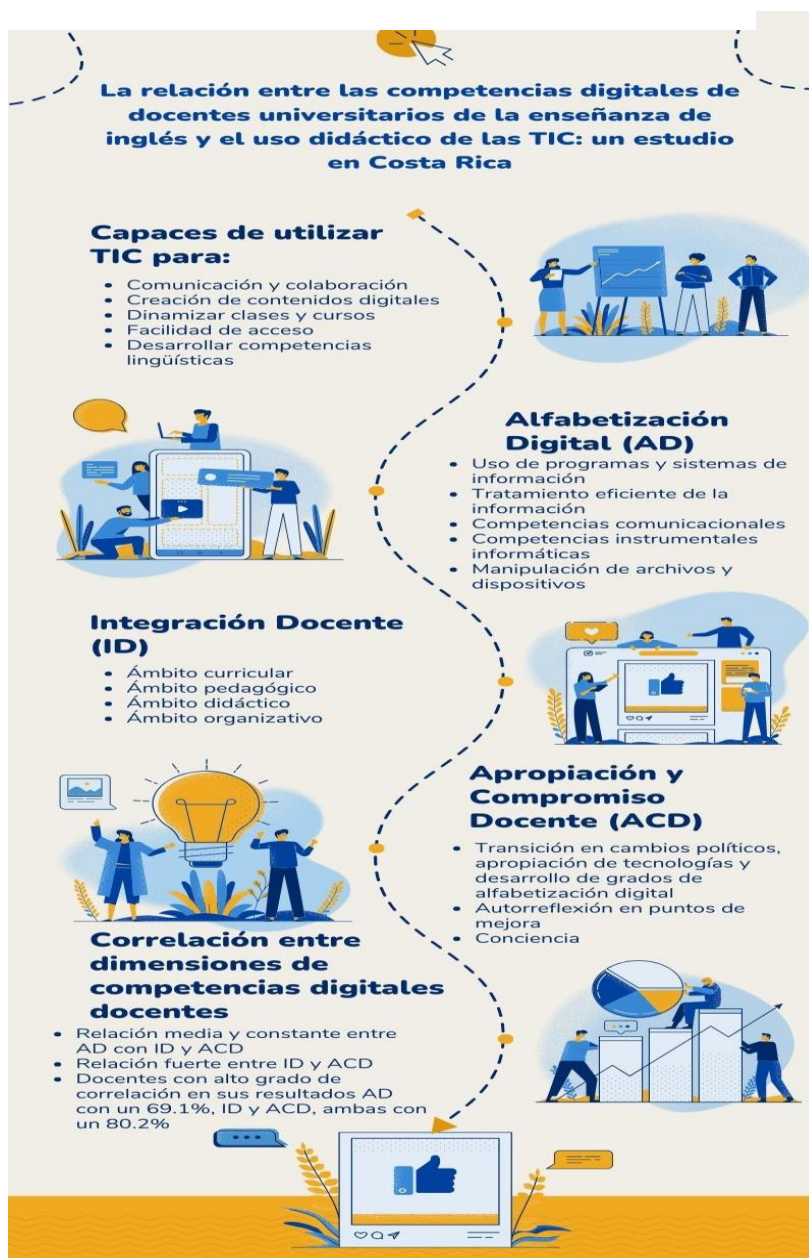 La relación entre las competencias digitales de
docentes universitarios de la enseñanza de
inglés y el uso didáctico de las TIC: un estudio
en Costa Rica
Capaces de utilizar
TIC para:
• Comunicación y colaboración
• Creación de contenidos digitales
• Dinamizar clases y cursos
• Facilidad de acceso
• Desarrollar competencias
lingüísticas
Alfabetización
Digital (AD)
• Uso de programas y sistemas de
información
• Tratamiento eficiente de la
información
• Competencias comunicacionales
• Competencias instrumentales
informáticas
• Manipulación de archivos y
dispositivos
Integración Docente
(ID)
• Ámbito curricular
• Ámbito pedagógico
• Ámbito didáctico
• Ámbito organizativo
Apropiación y
Compromiso
Docente (ACD)
• Transición en cambios políticos,
apropiación de tecnologías y
desarrollo de grados de
alfabetización digital
• Autorreflexión en puntos de
mejora
• Conciencia
Correlación entre
dimensiones de
competencias digitales
docentes
• Relación media y constante entre
AD con ID y ACD
• Relación fuerte entre ID y ACD
• Docentes con alto grado de
correlación en sus resultados AD
con un 69.1%, ID y ACD, ambas con
un 80.2%